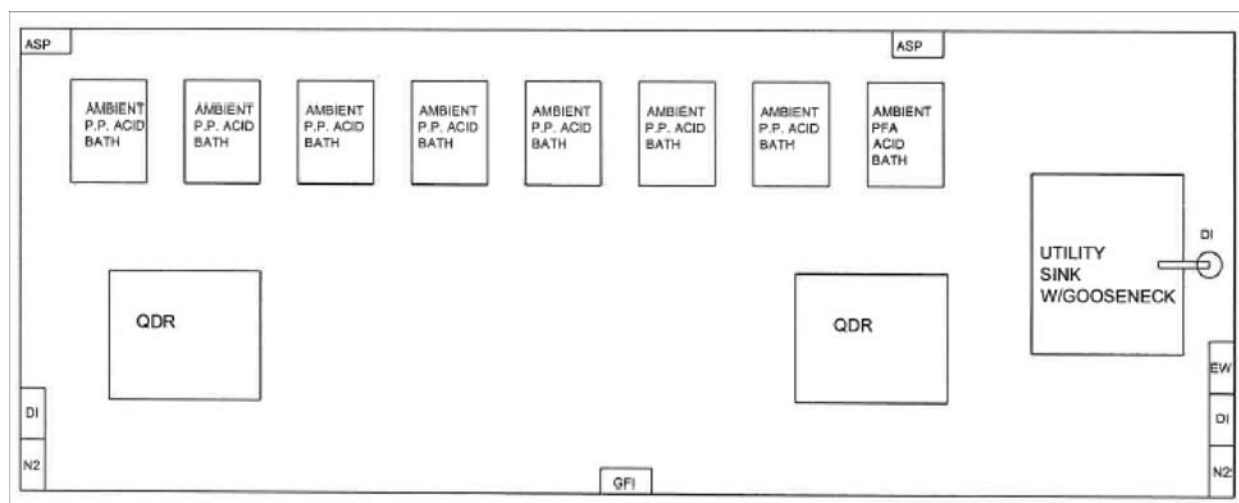 ASP
ASP
AMBIENT
P.P. ACID
BATH
AMBIENT
P.P. ACID
BATH
AMBIENT
P.P. ACID
BATH
AMBIENT
P.P. ACID
BATH
AMBIENT
P.P. ACID
BATH
AMBIENT
P.P. ACID
BATH
AMBIENT
P.P. ACID
BATH
AMBIENT
PFA
ACID
BATH
DI
UTILITY
SINK
W/GOOSENECK
QDR
QDR
EW
DI
DI
N2
N2
GFI